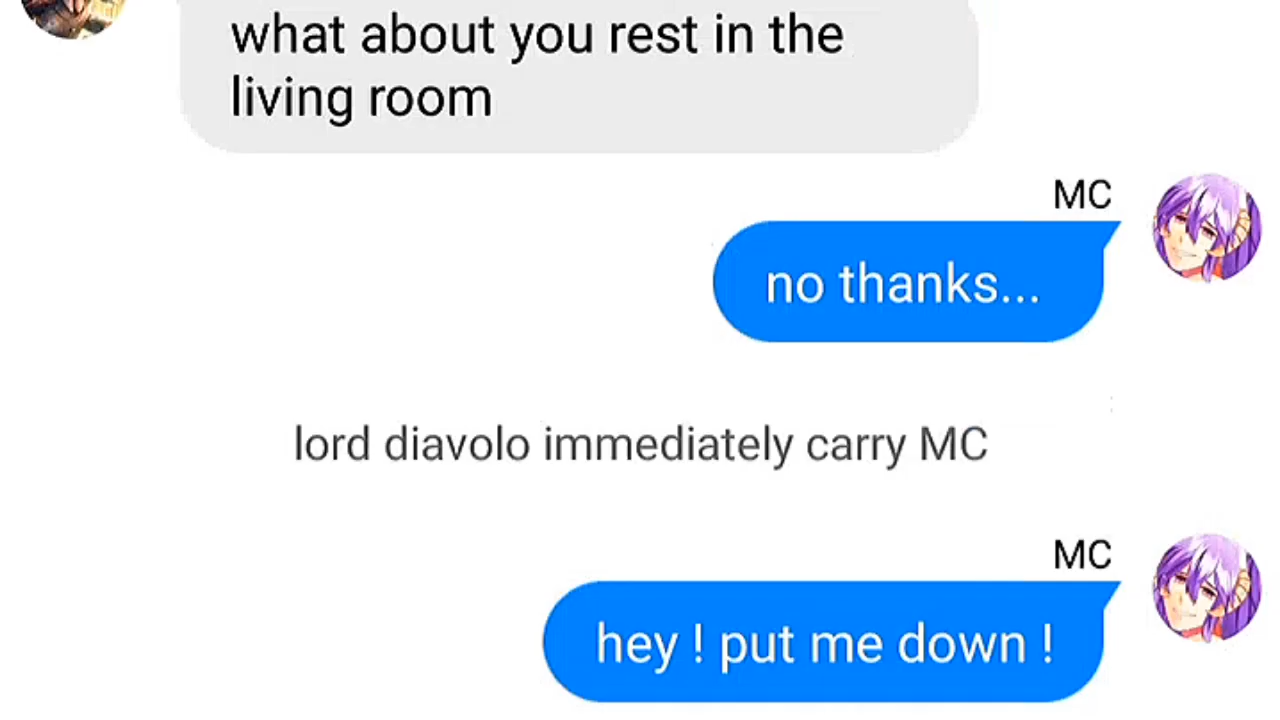 what about you rest in the
living room
MC
no thanks...
lord diavolo immediately carry MC
MC
hey ! put me down !